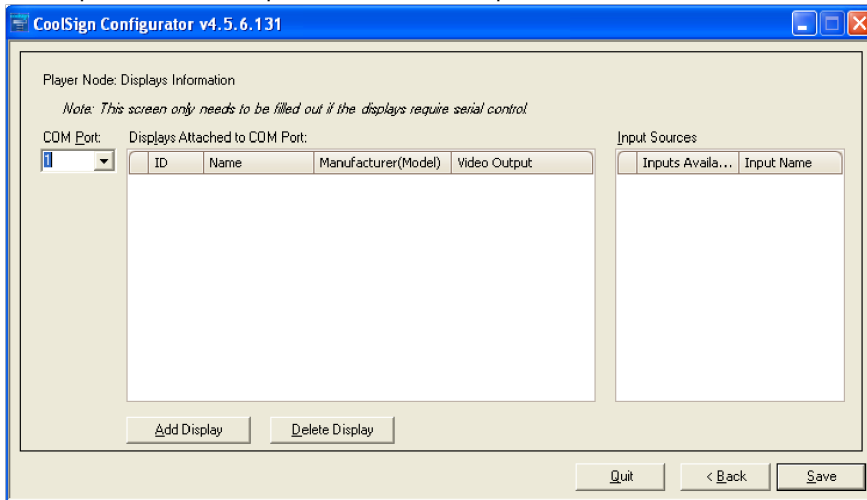 CoolSign Configurator v4.5.6.131
Player Node: Displays Information
Note: This screen only needs to be filled out if the displays require serial control.
COM Port: Displays Attached to COM Port: Input Sources
1 ID Name Manufacturer(Model) Video Output Inputs Availa... Input Name
Add Display Delete Display
Quit < Back Save